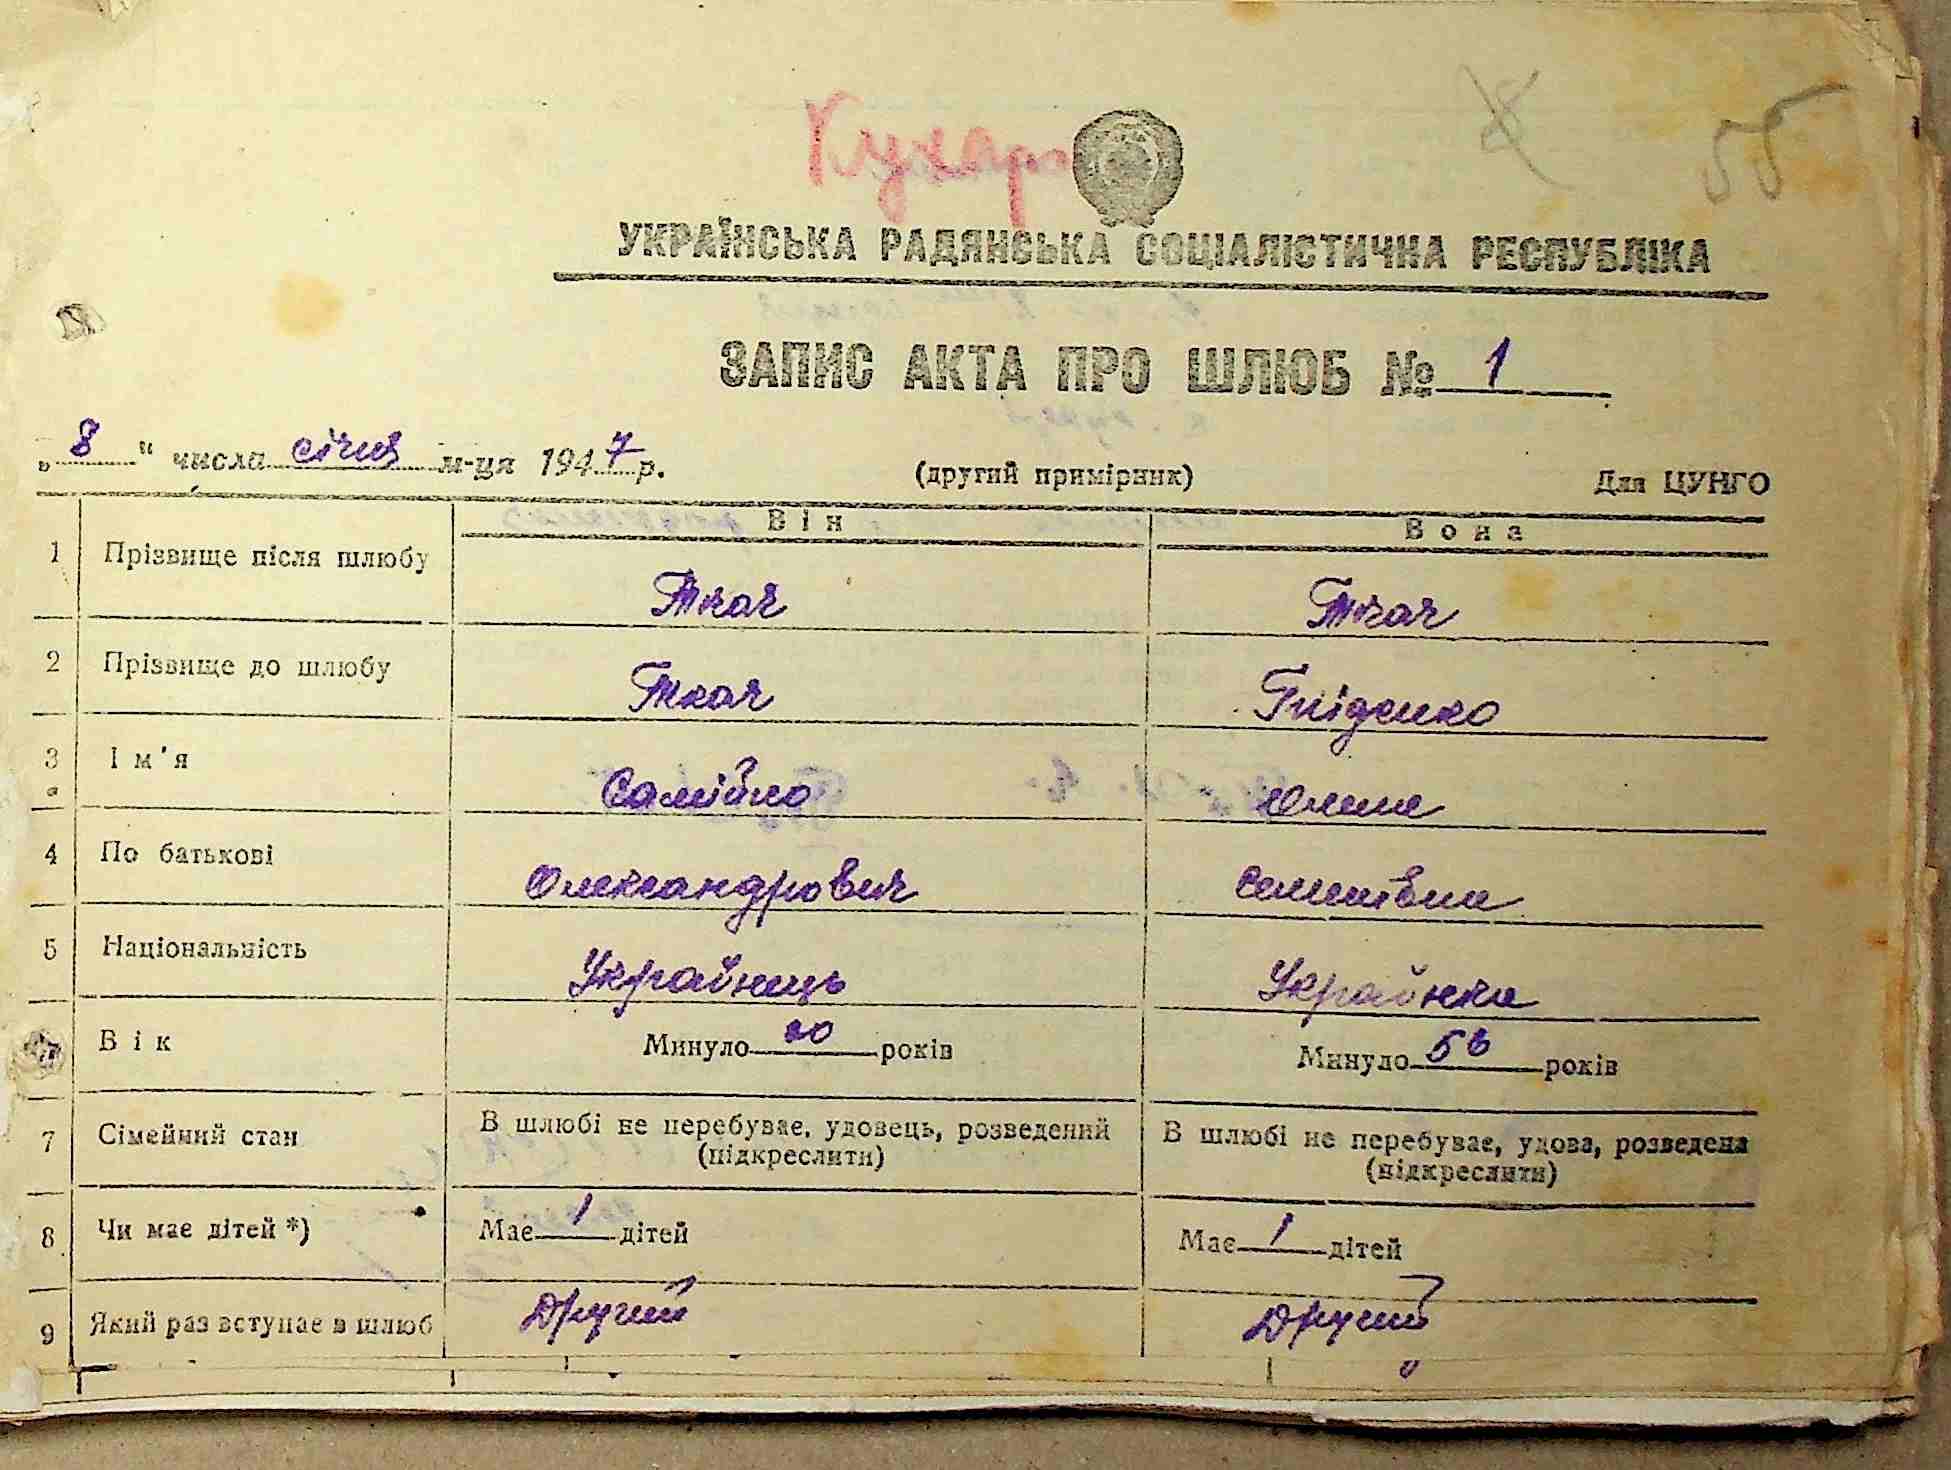 55
УКРАЇНСЬКА РАДЯНСЬКА СОЦІАЛІСТИЧНА РЕСПУБЛІКА
ЗАПИС АКТА ПРО ШЛЮБ № 1
„8“ числа січня м-ця 1947 р. (другий примірник) Для ЦУНГО
Він Вона
1 Прізвище після шлюбу Ткач Ткач
2 Прізвище до шлюбу Ткач Гніденко
3 Ім'я Самійло Олена
4 По батькові Олександрович Семенівна
5 Національність Українець Українка
Вік Минуло 60 років Минуло 56 років
7 Сімейний стан В шлюбі не перебуває, удовець, розведений (підкреслити) В шлюбі не перебуває, удова, розведена (підкреслити)
8 Чи має дітей *) Має 1 дітей Має 1 дітей
9 Який раз вступає в шлюб Другий Другий